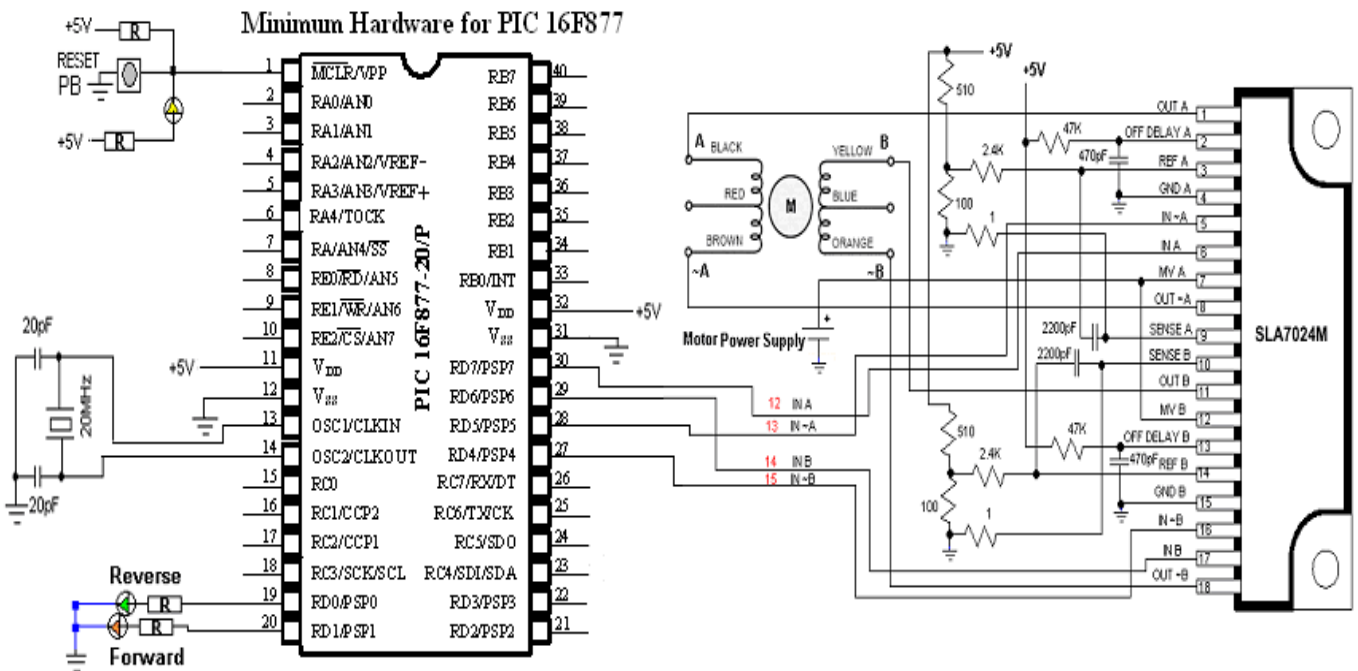 Minimum Hardware for PIC 16F877
+5V R
RESET
PB
+5V R
20pF
20MHz
20pF
+5V
Reverse
R
R
Forward
1 MCLR/VPP
2 RA0/AN0
3 RA1/AN1
4 RA2/AN2/VREF-
5 RA3/AN3/VREF+
6 RA4/TOCK
7 RA/AN4/SS
8 RE0/RD/AN5
9 RE1/WR/AN6
10 RE2/CS/AN7
11 VDD
12 Vss
13 OSC1/CLKIN
14 OSC2/CLKOUT
15 RC0
16 RC1/CCP2
17 RC2/CCP1
18 RC3/SCK/SCL
19 RD0/PSP0
20 RD1/PSP1
PIC 16F877-20/P
RB7 40
RB6 39
RB5 38
RB4 37
RB3 36
RB2 35
RB1 34
RB0/INT 33
VDD 32
Vss 31
RD7/PSP7 30
RD6/PSP6 29
RD5/PSP5 28
RD4/PSP4 27
RC7/RX/DT 26
RC6/TX/CK 25
RC5/SDO 24
RC4/SDI/SDA 23
RD3/PSP3 22
RD2/PSP2 21
+5V
12 IN A
13 IN ~A
14 IN B
15 IN ~B
A BLACK
RED
BROWN
~A
M
YELLOW B
BLUE
ORANGE
~B
Motor Power Supply
+
+5V
+5V
510
2.4K
47K
470pF
100
1
2200pF
2200pF
510
2.4K
47K
470pF
100
1
OUT A 1
OFF DELAY A 2
REF A 3
GND A 4
IN ~A 5
IN A 6
MV A 7
OUT ~A 8
SENSE A 9
SENSE B 10
OUT B 11
MV B 12
OFF DELAY B 13
REF B 14
GND B 15
IN ~B 16
IN B 17
OUT ~B 18
SLA7024M